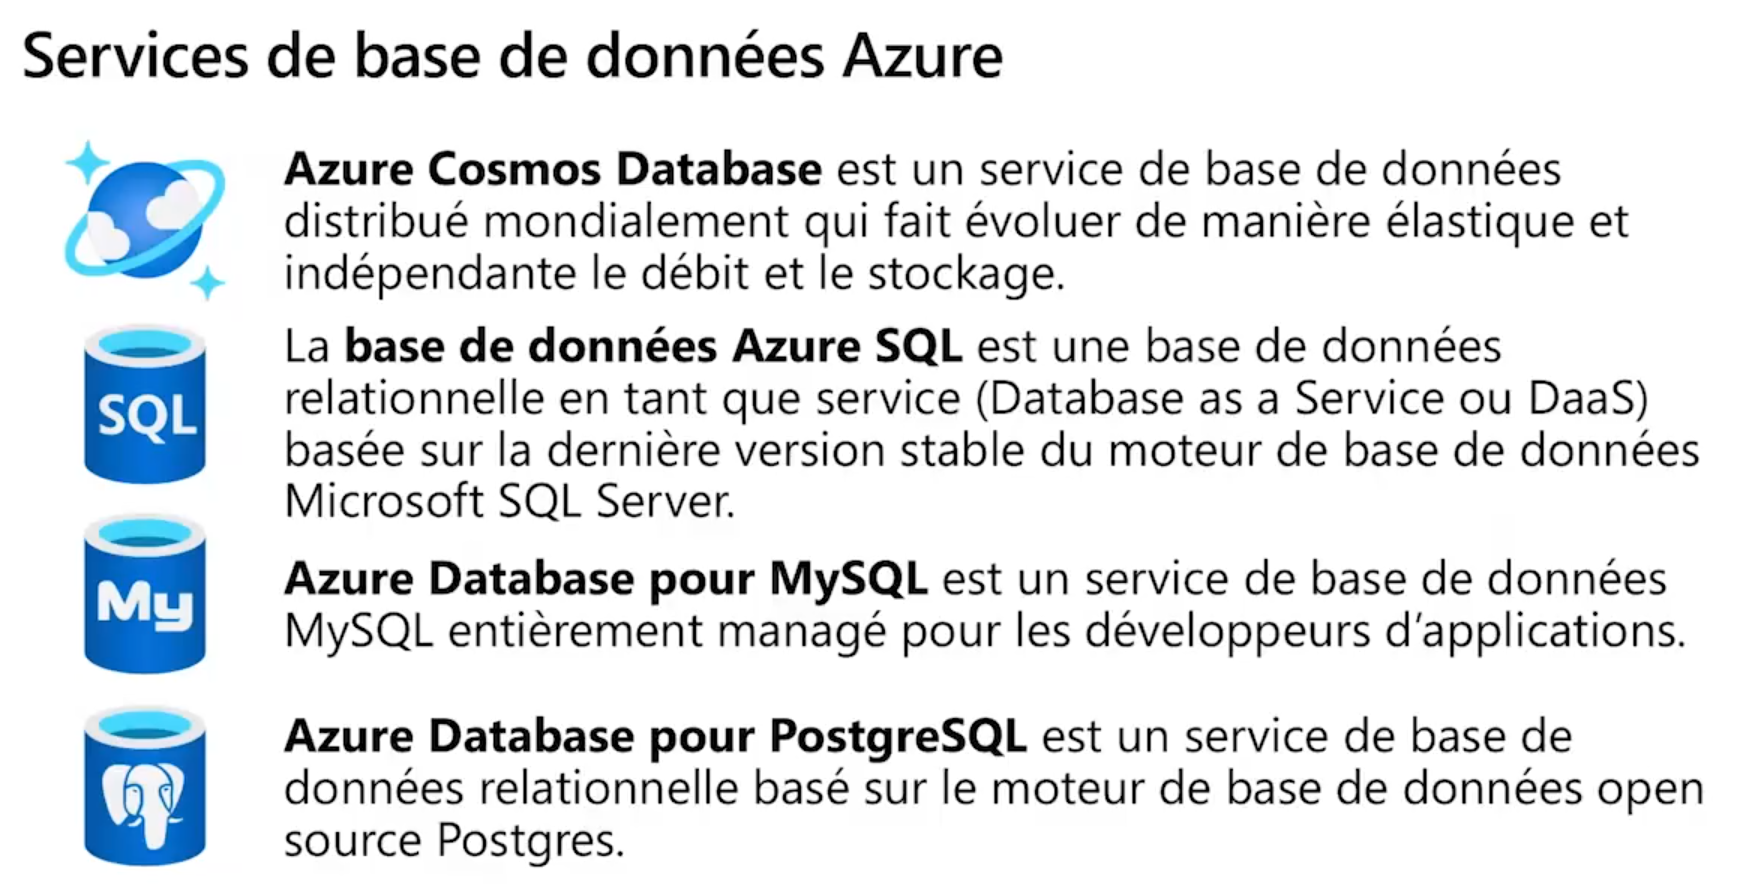 Services de base de données Azure
Azure Cosmos Database est un service de base de données
distribué mondialement qui fait évoluer de manière élastique et
indépendante le débit et le stockage.
SQL
La base de données Azure SQL est une base de données
relationnelle en tant que service (Database as a Service ou DaaS)
basée sur la dernière version stable du moteur de base de données
Microsoft SQL Server.
My
Azure Database pour MySQL est un service de base de données
MySQL entièrement managé pour les développeurs d’applications.
Azure Database pour PostgreSQL est un service de base de
données relationnelle basé sur le moteur de base de données open
source Postgres.